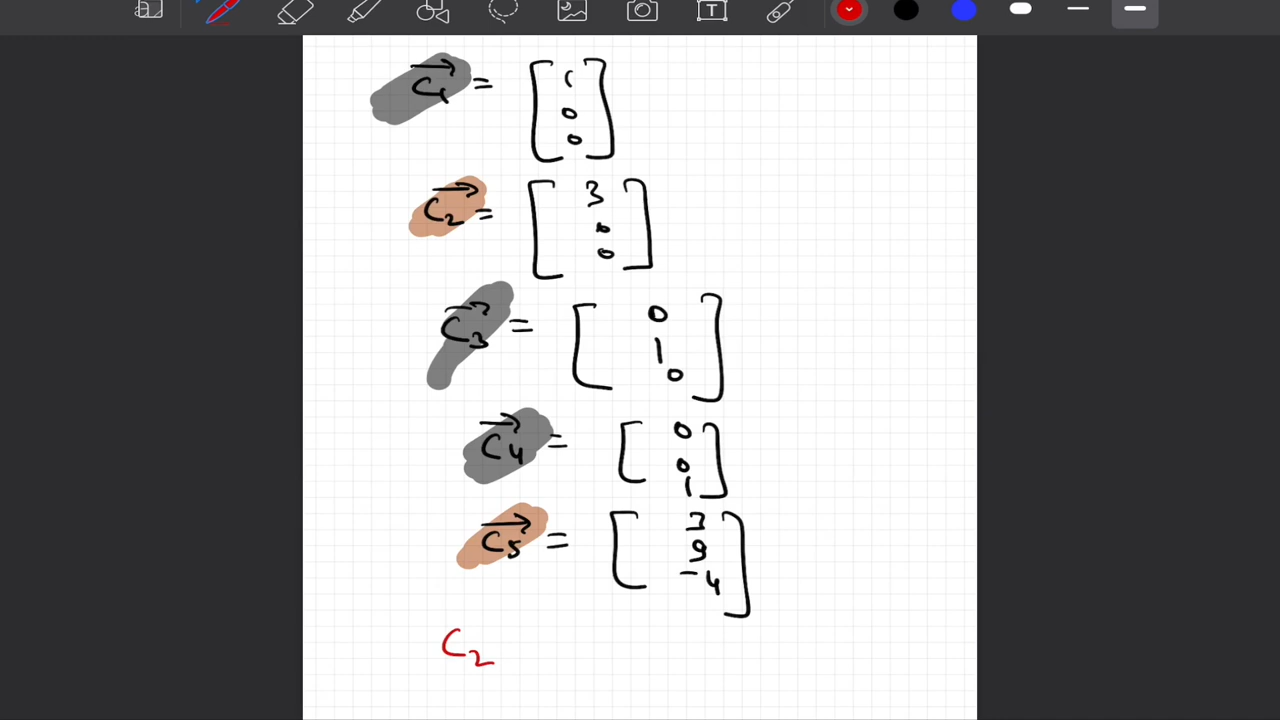 C₁ = [ 1
0
0 ]
C₂ = [ 3
0
0 ]
C₃ = [ 0
1
0 ]
C₄ = [ 0
0
1 ]
C₅ = [ 3
9
-4 ]
C₂